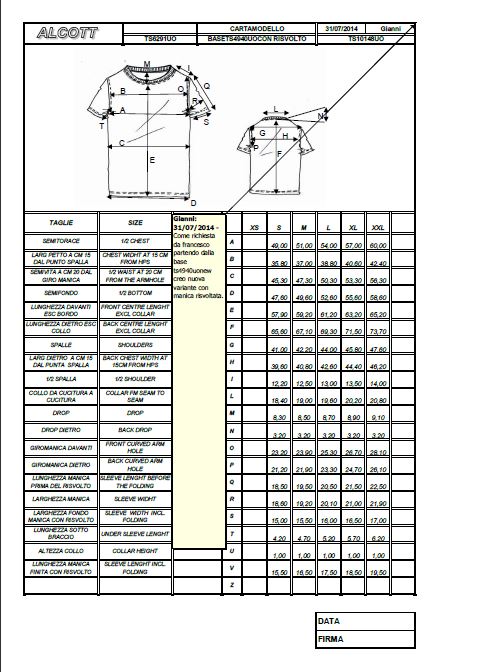 ALCOTT CARTAMODELLO 31/07/2014 Gianni
TS6291UO BASETS4940UOCON RISVOLTO TS10148UO
M I
B O Q
A R
T S
C
E
D
L
N
G H
P F
TAGLIE SIZE XS S M L XL XXL
Gianni:
31/07/2014 -
Come richiesta
da francesco
partendo dalla
base
ts4940uonew
creo nuova
variante con
manica risvoltata.
SEMITORACE 1/2 CHEST A 49,00 51,00 54,00 57,00 60,00
LARG PETTO A CM 15 DAL PUNTO SPALLA CHEST WIDHT AT 15 CM FROM HPS B 35,80 37,00 38,80 40,60 42,40
SEMIVITA A CM 20 DAL GIRO MANICA 1/2 WAIST AT 20 CM FROM THE ARMHOLE C 45,30 47,30 50,30 53,30 56,30
SEMIFONDO 1/2 BOTTOM D 47,60 49,60 52,60 55,60 58,60
LUNGHEZZA DAVANTI ESC BORDO FRONT CENTRE LENGHT EXCL COLLAR E 57,90 59,20 61,20 63,20 65,20
LUNGHEZZA DIETRO ESC COLLO BACK CENTRE LENGHT EXCL COLLAR F 65,60 67,10 69,30 71,50 73,70
SPALLE SHOULDERS G 41,00 42,20 44,00 45,80 47,60
LARG DIETRO A CM 15 DAL PUNTA SPALLA BACK CHEST WIDTH AT 15CM FROM HPS H 39,60 40,80 42,60 44,40 46,20
1/2 SPALLA 1/2 SHOULDER I 12,20 12,50 13,00 13,50 14,00
COLLO DA CUCITURA A CUCITURA COLLAR FM SEAM TO SEAM L 18,40 19,00 19,60 20,20 20,80
DROP DROP M 8,30 8,50 8,70 8,90 9,10
DROP DIETRO BACK DROP N 3,20 3,20 3,20 3,20 3,20
GIROMANICA DAVANTI FRONT CURVED ARM HOLE O 23,20 23,90 25,30 26,70 28,10
GIROMANICA DIETRO BACK CURVED ARM HOLE P 21,20 21,90 23,30 24,70 26,10
LUNGHEZZA MANICA PRIMA DEL RISVOLTO SLEEVE LENGHT BEFORE THE FOLDING Q 18,50 19,50 20,50 21,50 22,50
LARGHEZZA MANICA SLEEVE WIDHT R 18,60 19,20 20,10 21,00 21,90
LARGHEZZA FONDO MANICA CON RISVOLTO SLEEVE WIDTH INCL. FOLDING S 15,00 15,50 16,00 16,50 17,00
LUNGHEZZA SOTTO BRACCIO UNDER SLEEVE LENGHT T 4,20 4,70 5,20 5,70 6,20
ALTEZZA COLLO COLLAR HEIGHT U 1,00 1,00 1,00 1,00 1,00
LUNGHEZZA MANICA FINITA CON RISVOLTO SLEEVE LENGHT INCL. FOLDING V 15,50 16,50 17,50 18,50 19,50
Z
DATA
FIRMA